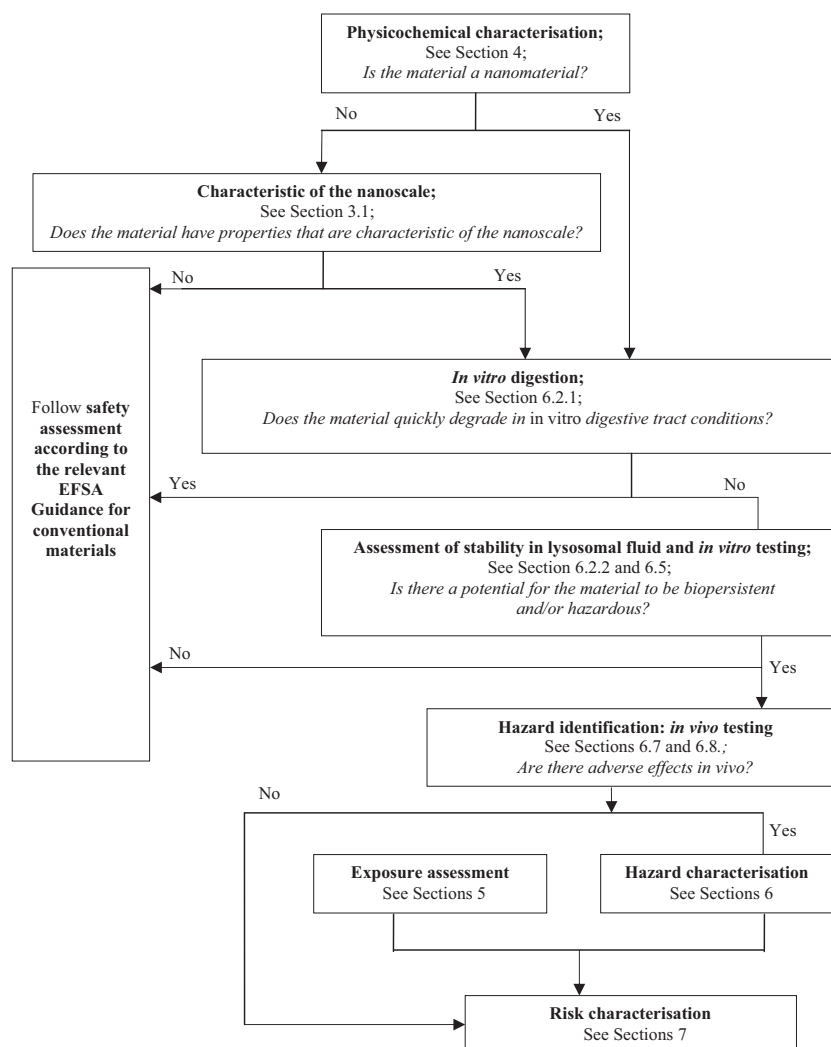 Physicochemical characterisation;
See Section 4;
Is the material a nanomaterial?
No
Yes
Characteristic of the nanoscale;
See Section 3.1;
Does the material have properties that are characteristic of the nanoscale?
No
Yes
In vitro digestion;
See Section 6.2.1;
Does the material quickly degrade in in vitro digestive tract conditions?
Follow safety
assessment
according to
the relevant
EFSA
Guidance for
conventional
materials
Yes
No
Assessment of stability in lysosomal fluid and in vitro testing;
See Section 6.2.2 and 6.5;
Is there a potential for the material to be biopersistent
and/or hazardous?
No
Yes
Hazard identification: in vivo testing
See Sections 6.7 and 6.8.;
Are there adverse effects in vivo?
No
Yes
Exposure assessment
See Sections 5
Hazard characterisation
See Sections 6
Risk characterisation
See Sections 7